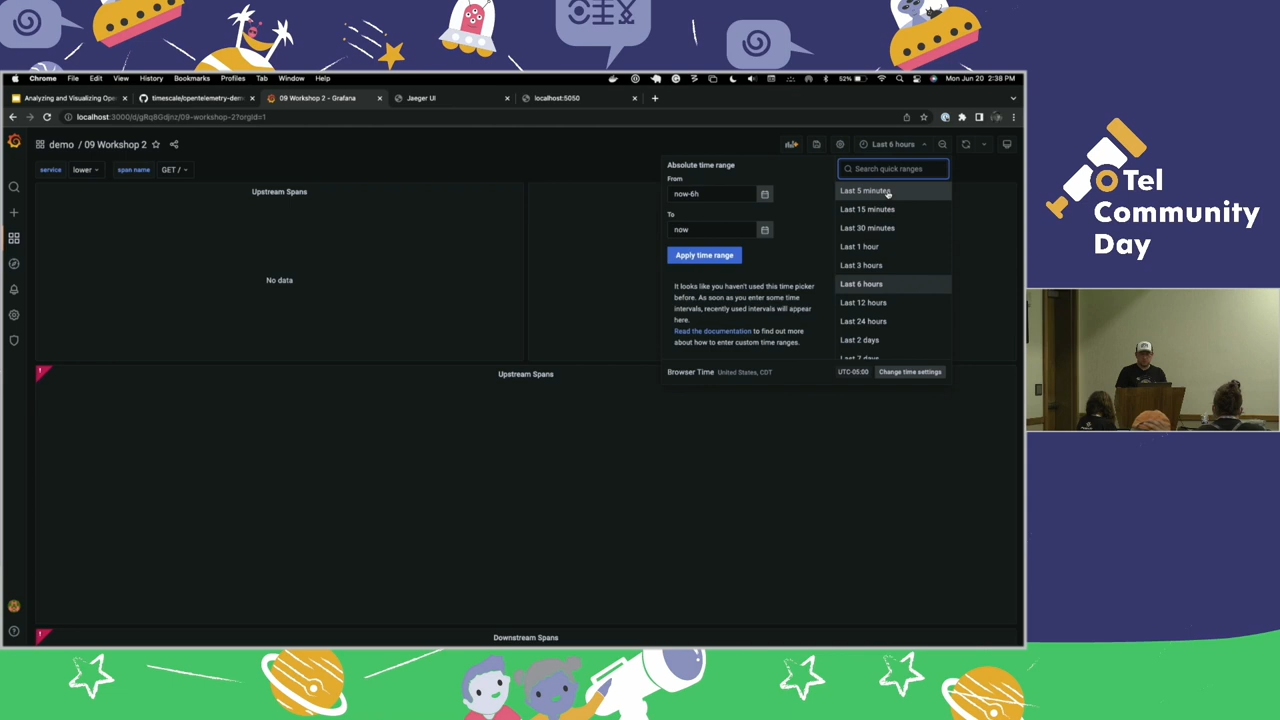 Chrome File Edit View History Bookmarks Profiles Tab Window Help
52% Mon Jun 20 2:38 PM
Analyzing and Visualizing Ope
timescale/opentelemetry-dem
09 Workshop 2 - Grafana
Jaeger UI
localhost:5050
localhost:3000/d/gRq8Gdjnz/09-workshop-2?orgId=1
demo / 09 Workshop 2
Last 6 hours
service lower
span name GET /
Upstream Spans
No data
Absolute time range
From
now-6h
To
now
Apply time range
It looks like you haven't used this time picker
before. As soon as you enter some time
intervals, recently used intervals will appear
here.
Read the documentation to find out more
about how to enter custom time ranges.
Search quick ranges
Last 5 minutes
Last 15 minutes
Last 30 minutes
Last 1 hour
Last 3 hours
Last 6 hours
Last 12 hours
Last 24 hours
Last 2 days
Last 7 days
Browser Time United States, CDT
UTC-05:00
Change time settings
Upstream Spans
Downstream Spans
OTel
Community
Day